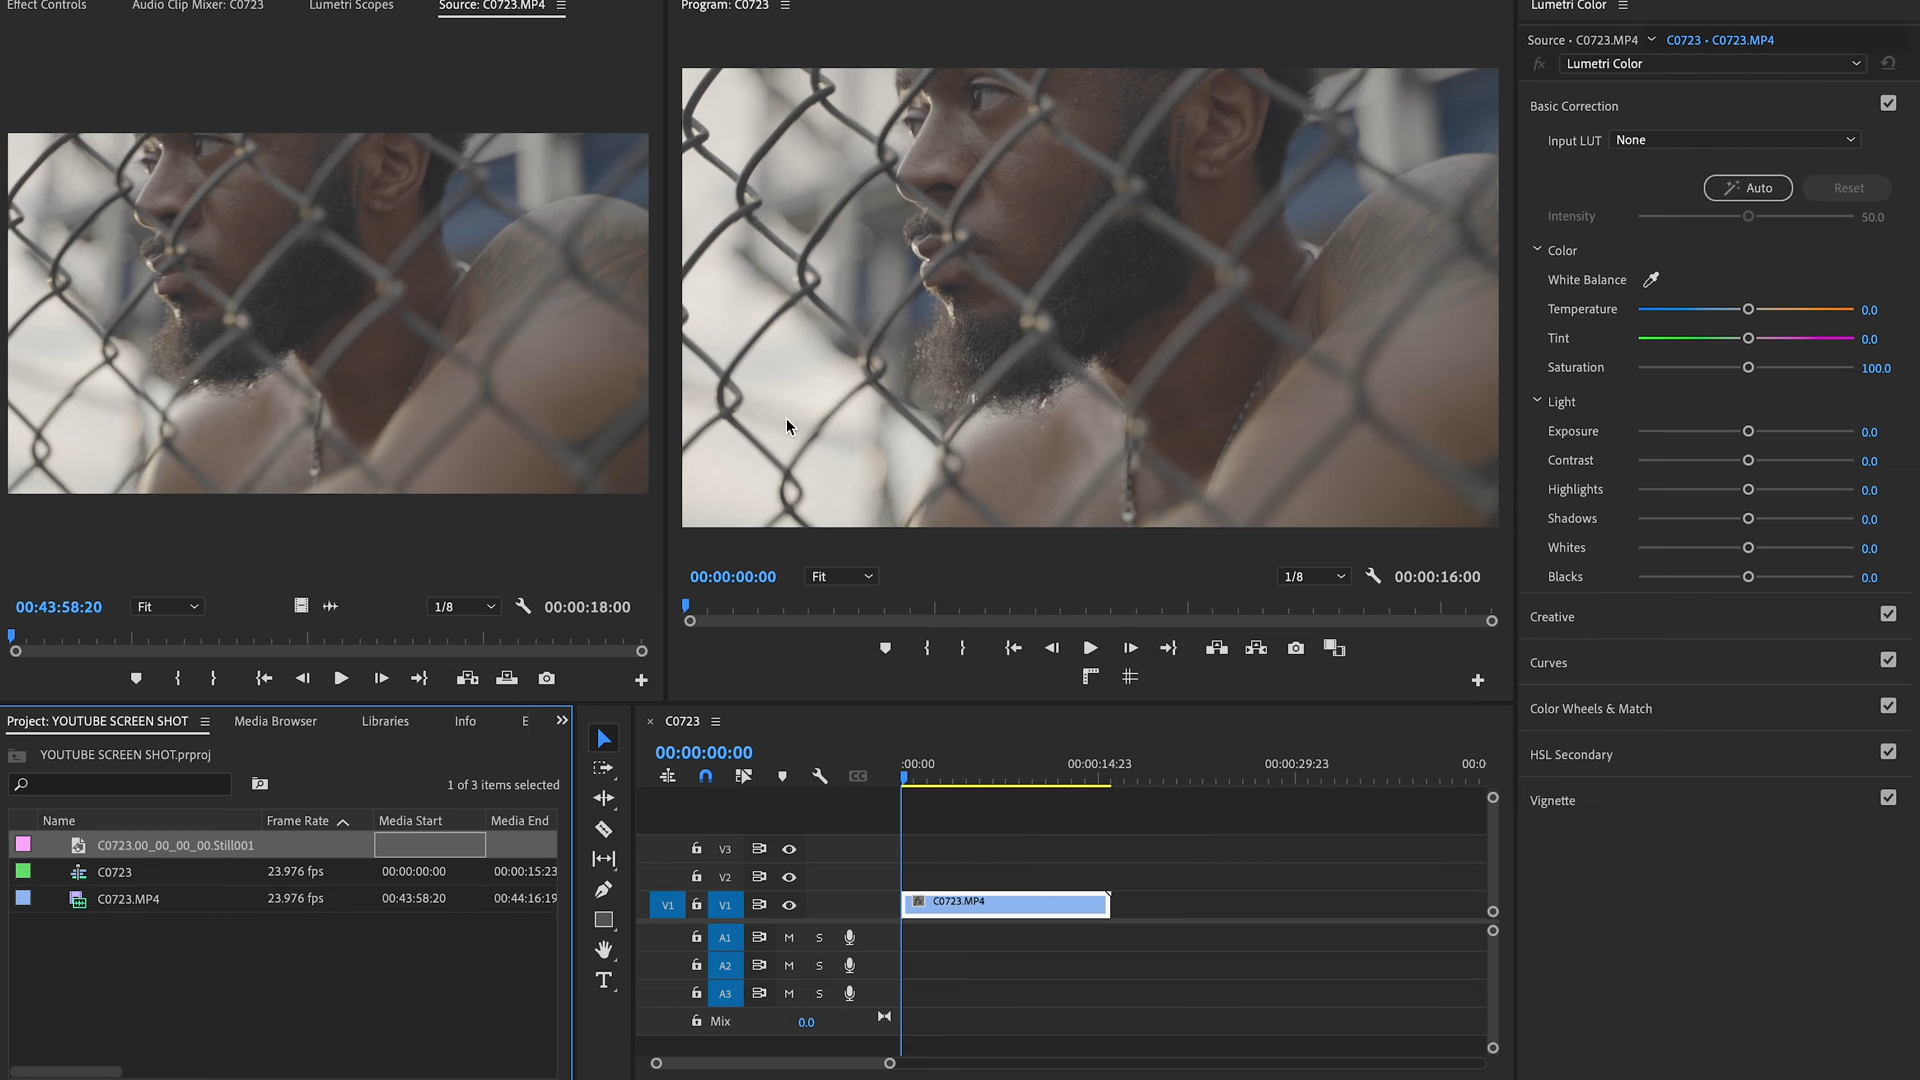 Effect Controls
Audio Clip Mixer: C0723
Lumetri Scopes
Source: C0723.MP4
Program: C0723
Lumetri Color
Source · C0723.MP4
C0723 · C0723.MP4
fx
Lumetri Color
Basic Correction
Input LUT
None
Auto
Reset
Intensity
50.0
Color
White Balance
Temperature
0.0
Tint
0.0
Saturation
100.0
Light
Exposure
0.0
Contrast
0.0
Highlights
0.0
Shadows
0.0
Whites
0.0
Blacks
0.0
Creative
Curves
Color Wheels & Match
HSL Secondary
Vignette
00:43:58:20
Fit
1/8
00:00:18:00
00:00:00:00
Fit
1/8
00:00:16:00
Project: YOUTUBE SCREEN SHOT
Media Browser
Libraries
Info
E
YOUTUBE SCREEN SHOT.prproj
1 of 3 items selected
Name
Frame Rate
Media Start
Media End
C0723.00_00_00_00.Still001
C0723
23.976 fps
00:00:00:00
00:00:15:23
C0723.MP4
23.976 fps
00:43:58:20
00:44:16:19
C0723
00:00:00:00
:00:00
00:00:14:23
00:00:29:23
00:0
V3
V2
V1
V1
fx
C0723.MP4
A1
M
S
A2
M
S
A3
M
S
Mix
0.0